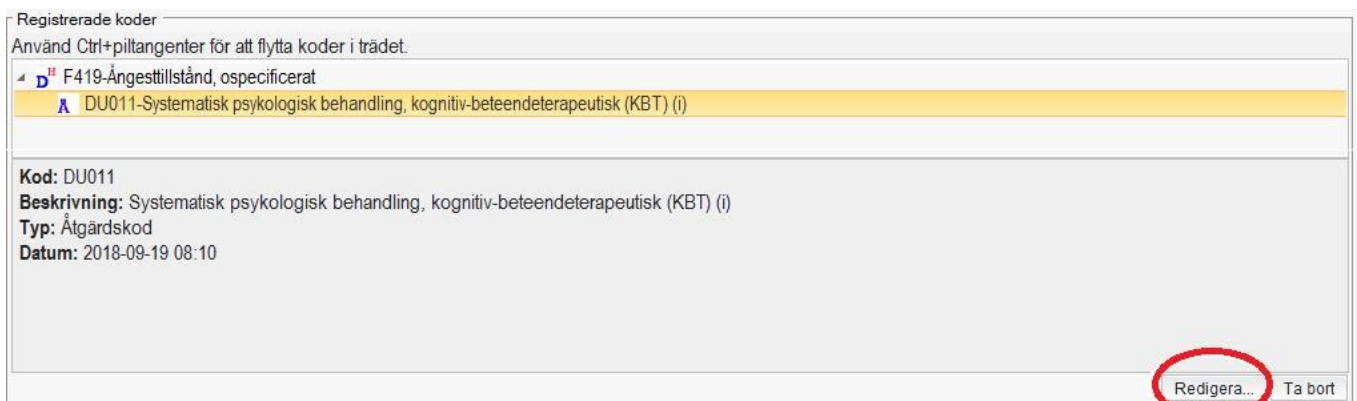 Registrerade koder
Använd Ctrl+piltangenter för att flytta koder i trädet.
D^H F419-Ångesttillstånd, ospecificerat
Å DU011-Systematisk psykologisk behandling, kognitiv-beteendeterapeutisk (KBT) (i)
Kod: DU011
Beskrivning: Systematisk psykologisk behandling, kognitiv-beteendeterapeutisk (KBT) (i)
Typ: Åtgärdskod
Datum: 2018-09-19 08:10
Redigera... Ta bort